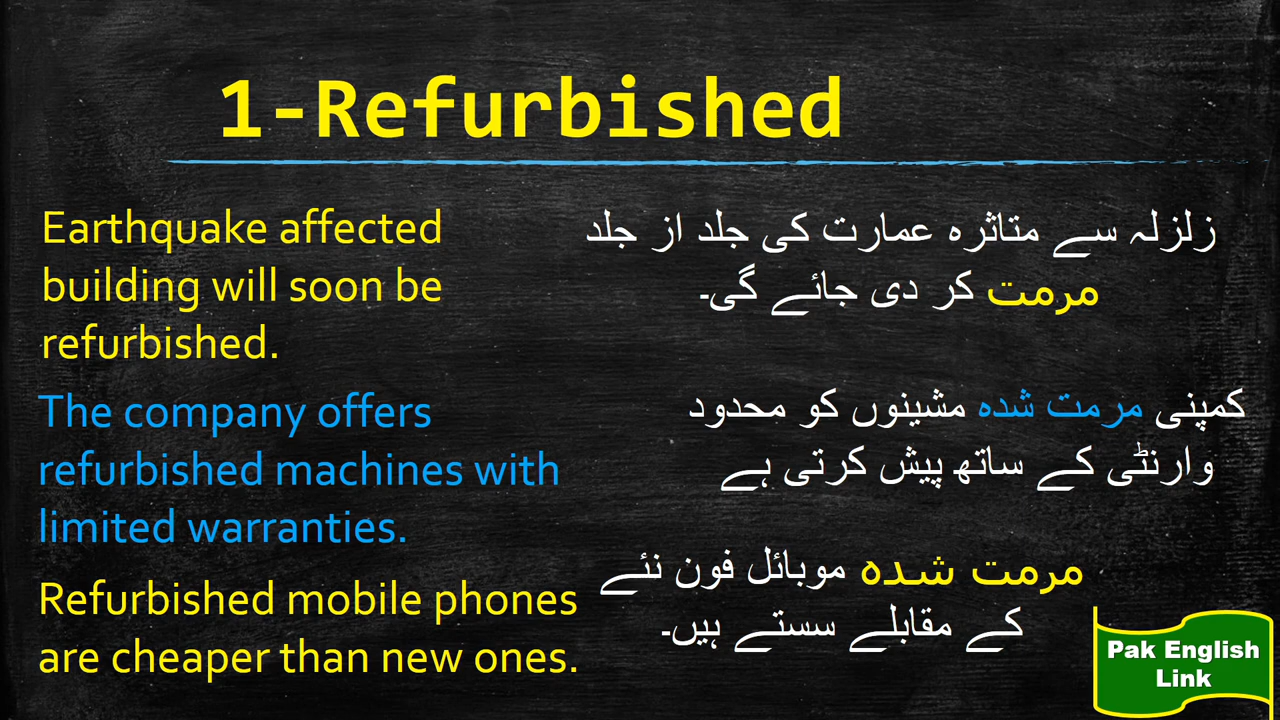 1-Refurbished
Earthquake affected
building will soon be
refurbished.
زلزلہ سے متاثرہ عمارت کی جلد از جلد
مرمت کر دی جائے گی۔
The company offers
refurbished machines with
limited warranties.
کمپنی مرمت شدہ مشینوں کو محدود
وارنٹی کے ساتھ پیش کرتی ہے
Refurbished mobile phones
are cheaper than new ones.
مرمت شدہ موبائل فون نئے
کے مقابلے سستے ہیں۔
Pak English
Link